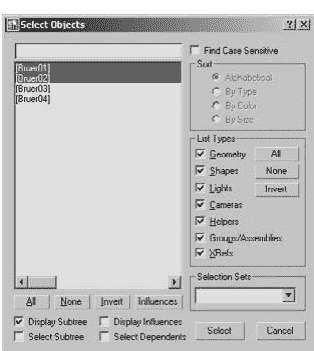 Select Objects
Find Case Sensitive
[Bruer01]
[Bruer02]
[Bruer03]
[Bruer04]
Sort
Alphabetical
By Type
By Color
By Size
List Types
Geometry
All
Shapes
None
Lights
Invert
Cameras
Helpers
Groups/Assemblies
XRefs
Selection Sets
All
None
Invert
Influences
Display Subtree
Display Influences
Select Subtree
Select Dependents
Select
Cancel